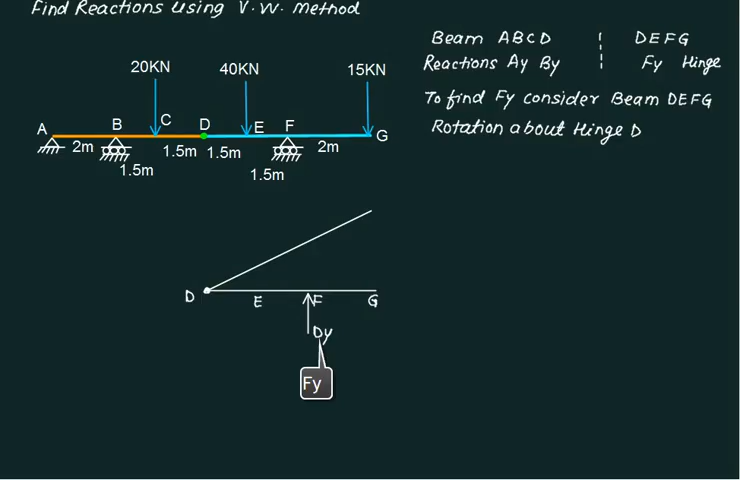 Find Reactions Using V.W. Method
Beam ABCD
DEFG
Reactions Ay By
Fy Hinge
To find Fy consider Beam DEFG
Rotation about Hinge D
20KN
40KN
15KN
A
B
C
D
E
F
G
2m
1.5m
1.5m
1.5m
1.5m
2m
D
E
F
G
Dy
Fy